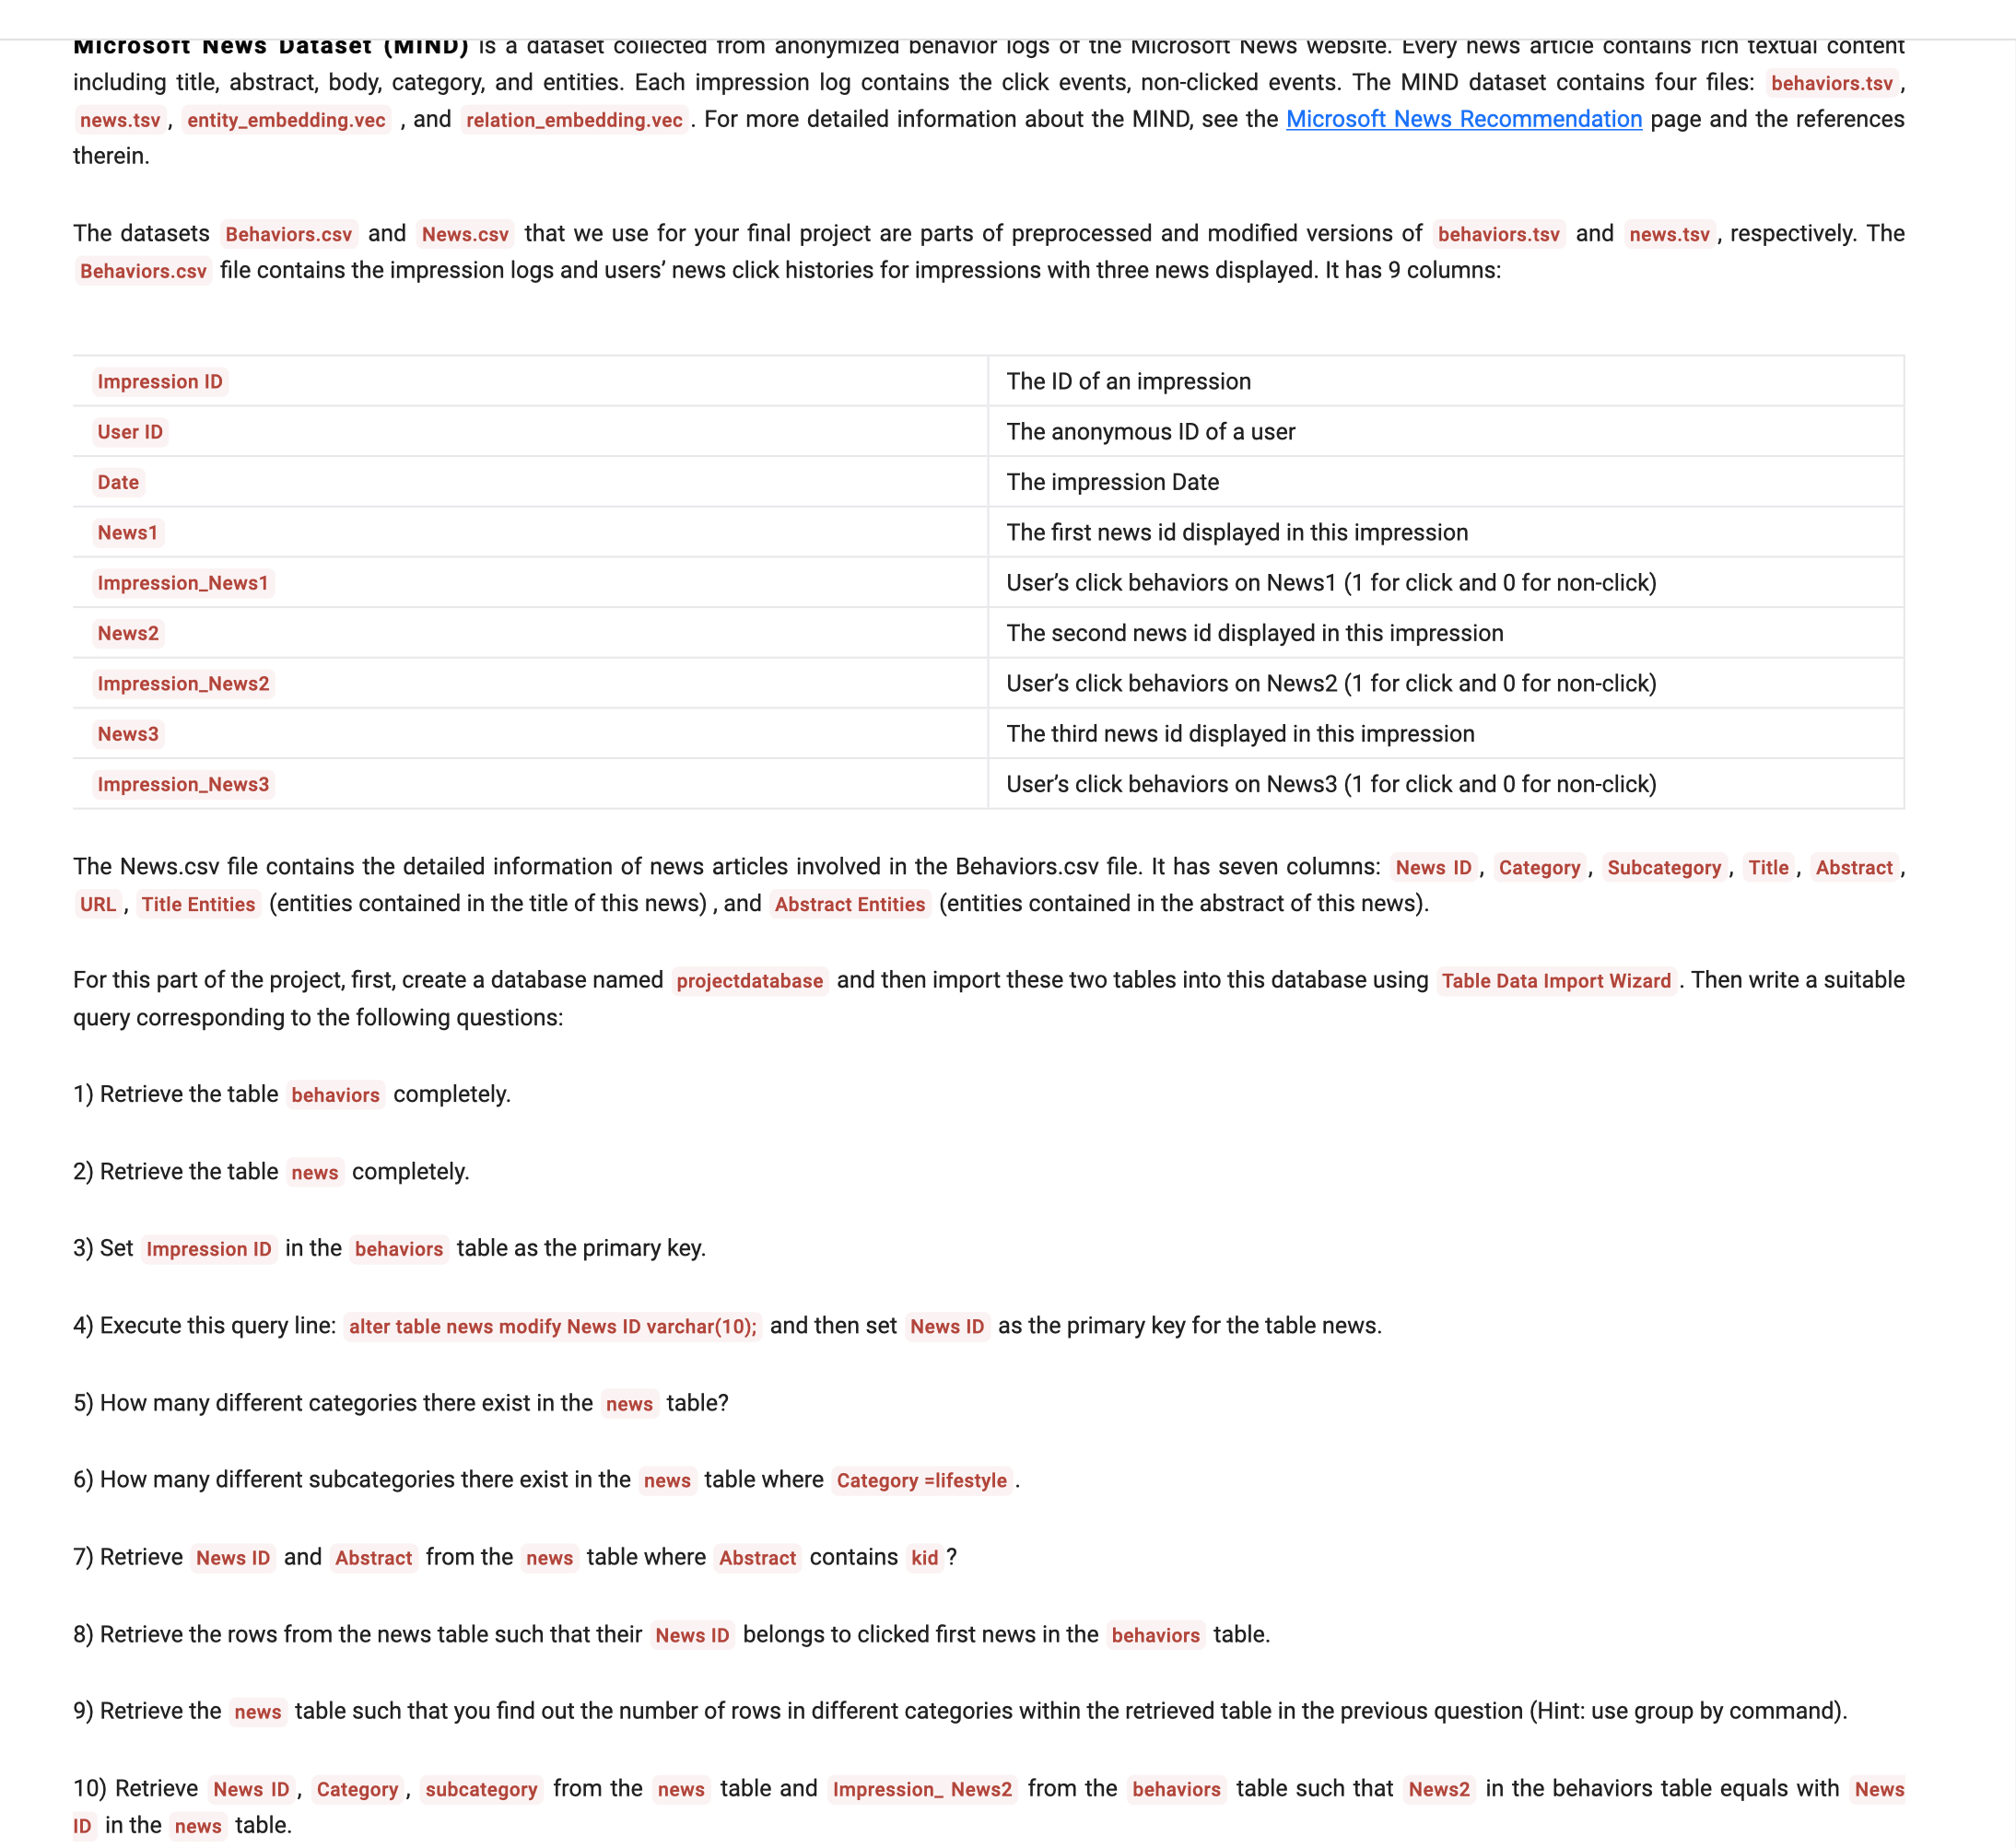 Microsoft News Dataset (MIND) is a dataset collected from anonymized behavior logs of the Microsoft News website. Every news article contains rich textual content
including title, abstract, body, category, and entities. Each impression log contains the click events, non-clicked events. The MIND dataset contains four files: behaviors.tsv ,
news.tsv , entity_embedding.vec , and relation_embedding.vec . For more detailed information about the MIND, see the Microsoft News Recommendation page and the references
therein.
The datasets Behaviors.csv and News.csv that we use for your final project are parts of preprocessed and modified versions of behaviors.tsv and news.tsv , respectively. The
Behaviors.csv file contains the impression logs and users’ news click histories for impressions with three news displayed. It has 9 columns:
Impression ID The ID of an impression
User ID The anonymous ID of a user
Date The impression Date
News1 The first news id displayed in this impression
Impression_News1 User’s click behaviors on News1 (1 for click and 0 for non-click)
News2 The second news id displayed in this impression
Impression_News2 User’s click behaviors on News2 (1 for click and 0 for non-click)
News3 The third news id displayed in this impression
Impression_News3 User’s click behaviors on News3 (1 for click and 0 for non-click)
The News.csv file contains the detailed information of news articles involved in the Behaviors.csv file. It has seven columns: News ID , Category , Subcategory , Title , Abstract ,
URL , Title Entities (entities contained in the title of this news) , and Abstract Entities (entities contained in the abstract of this news).
For this part of the project, first, create a database named projectdatabase and then import these two tables into this database using Table Data Import Wizard . Then write a suitable
query corresponding to the following questions:
1) Retrieve the table behaviors completely.
2) Retrieve the table news completely.
3) Set Impression ID in the behaviors table as the primary key.
4) Execute this query line: alter table news modify News ID varchar(10); and then set News ID as the primary key for the table news.
5) How many different categories there exist in the news table?
6) How many different subcategories there exist in the news table where Category =lifestyle .
7) Retrieve News ID and Abstract from the news table where Abstract contains kid ?
8) Retrieve the rows from the news table such that their News ID belongs to clicked first news in the behaviors table.
9) Retrieve the news table such that you find out the number of rows in different categories within the retrieved table in the previous question (Hint: use group by command).
10) Retrieve News ID , Category , subcategory from the news table and Impression_ News2 from the behaviors table such that News2 in the behaviors table equals with News
ID in the news table.